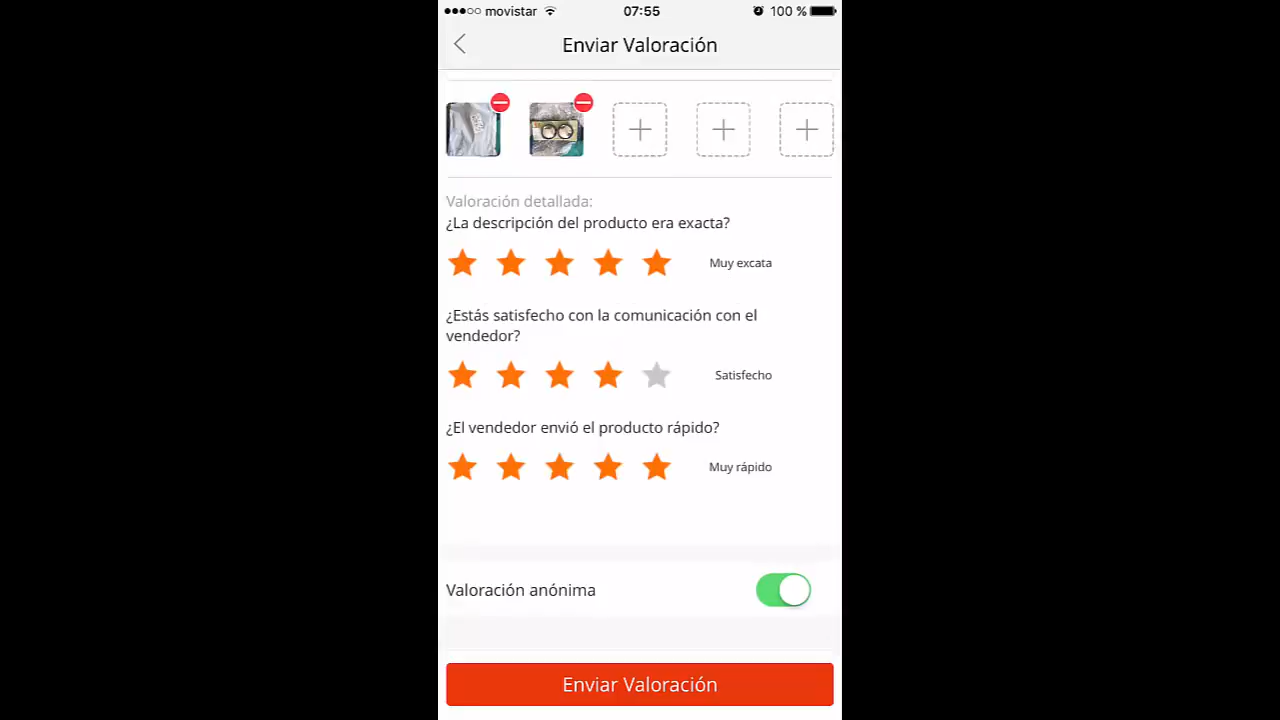 movistar 07:55 100 %
Enviar Valoración
Valoración detallada:
¿La descripción del producto era exacta?
Muy excata
¿Estás satisfecho con la comunicación con el
vendedor?
Satisfecho
¿El vendedor envió el producto rápido?
Muy rápido
Valoración anónima
Enviar Valoración